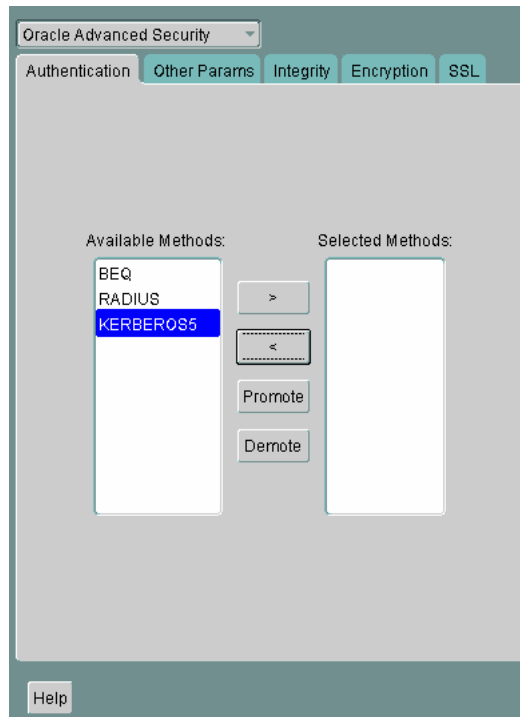 Oracle Advanced Security
Authentication Other Params Integrity Encryption SSL
Available Methods: Selected Methods:
BEQ
RADIUS
KERBEROS5
>
<
Promote
Demote
Help